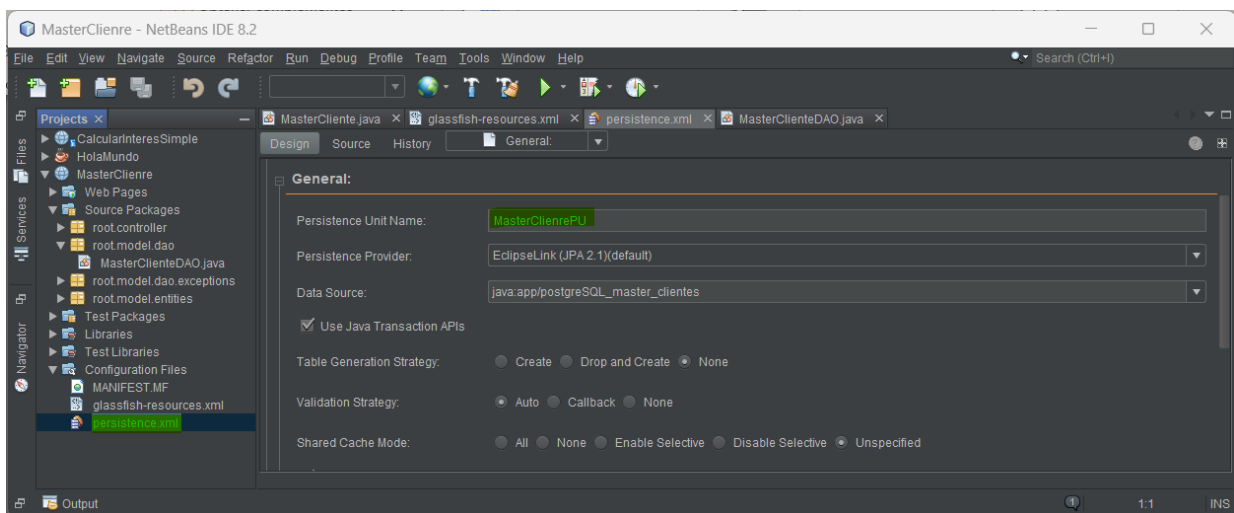 MasterClienre - NetBeans IDE 8.2
File Edit View Navigate Source Refactor Run Debug Profile Team Tools Window Help
Search (Ctrl+I)
Projects
MasterCliente.java
glassfish-resources.xml
persistence.xml
MasterClienteDAO.java
Files
Services
Navigator
CalcularInteresSimple
HolaMundo
MasterClienre
Web Pages
Source Packages
root.controller
root.model.dao
MasterClienteDAO.java
root.model.dao.exceptions
root.model.entities
Test Packages
Libraries
Test Libraries
Configuration Files
MANIFEST.MF
glassfish-resources.xml
persistence.xml
Design Source History General:
General:
Persistence Unit Name: MasterClienrePU
Persistence Provider: EclipseLink (JPA 2.1)(default)
Data Source: java:app/postgreSQL_master_clientes
Use Java Transaction APIs
Table Generation Strategy: Create Drop and Create None
Validation Strategy: Auto Callback None
Shared Cache Mode: All None Enable Selective Disable Selective Unspecified
Output
1
1:1
INS